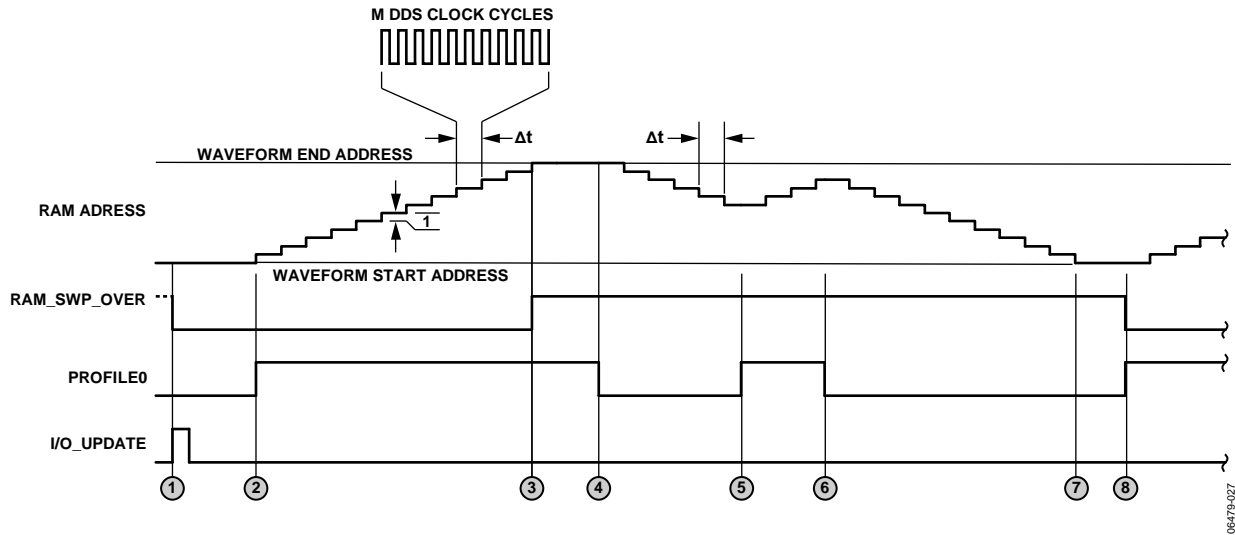 M DDS CLOCK CYCLES
Δt
Δt
WAVEFORM END ADDRESS
RAM ADRESS
1
WAVEFORM START ADDRESS
RAM_SWP_OVER
PROFILE0
I/O_UPDATE
1 2 3 4 5 6 7 8
06479-027